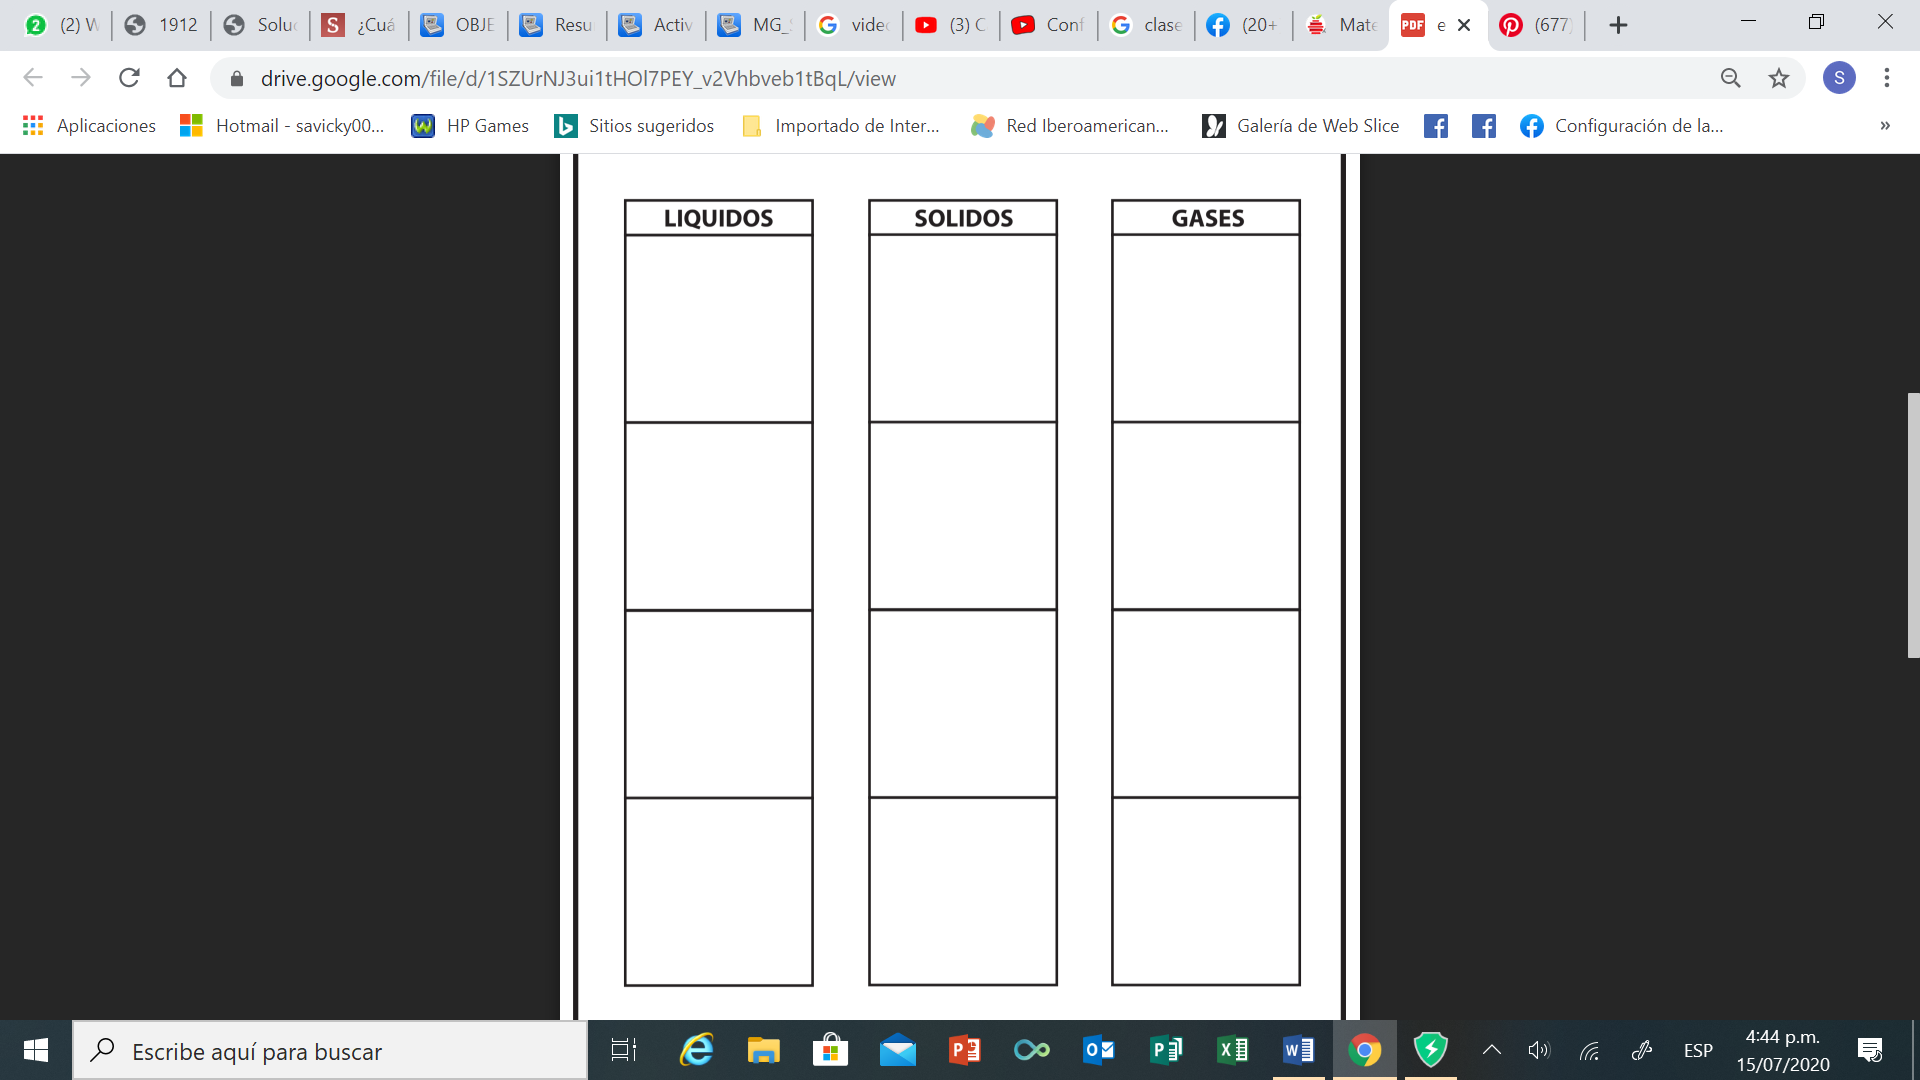 (2) W
1912
Soluc
¿Cuá
OBJE
Resu
Activ
MG_
vide
(3) C
Conf
clase
(20+
Mate
PDF
e
(677)
drive.google.com/file/d/1SZUrNJ3ui1tHOl7PEY_v2Vhbveb1tBqL/view
S
Aplicaciones
Hotmail - savicky00...
HP Games
Sitios sugeridos
Importado de Inter...
Red Iberoamerican...
Galería de Web Slice
Configuración de la...
»
LIQUIDOS
SOLIDOS
GASES
Escribe aquí para buscar
ESP
4:44 p.m.
15/07/2020